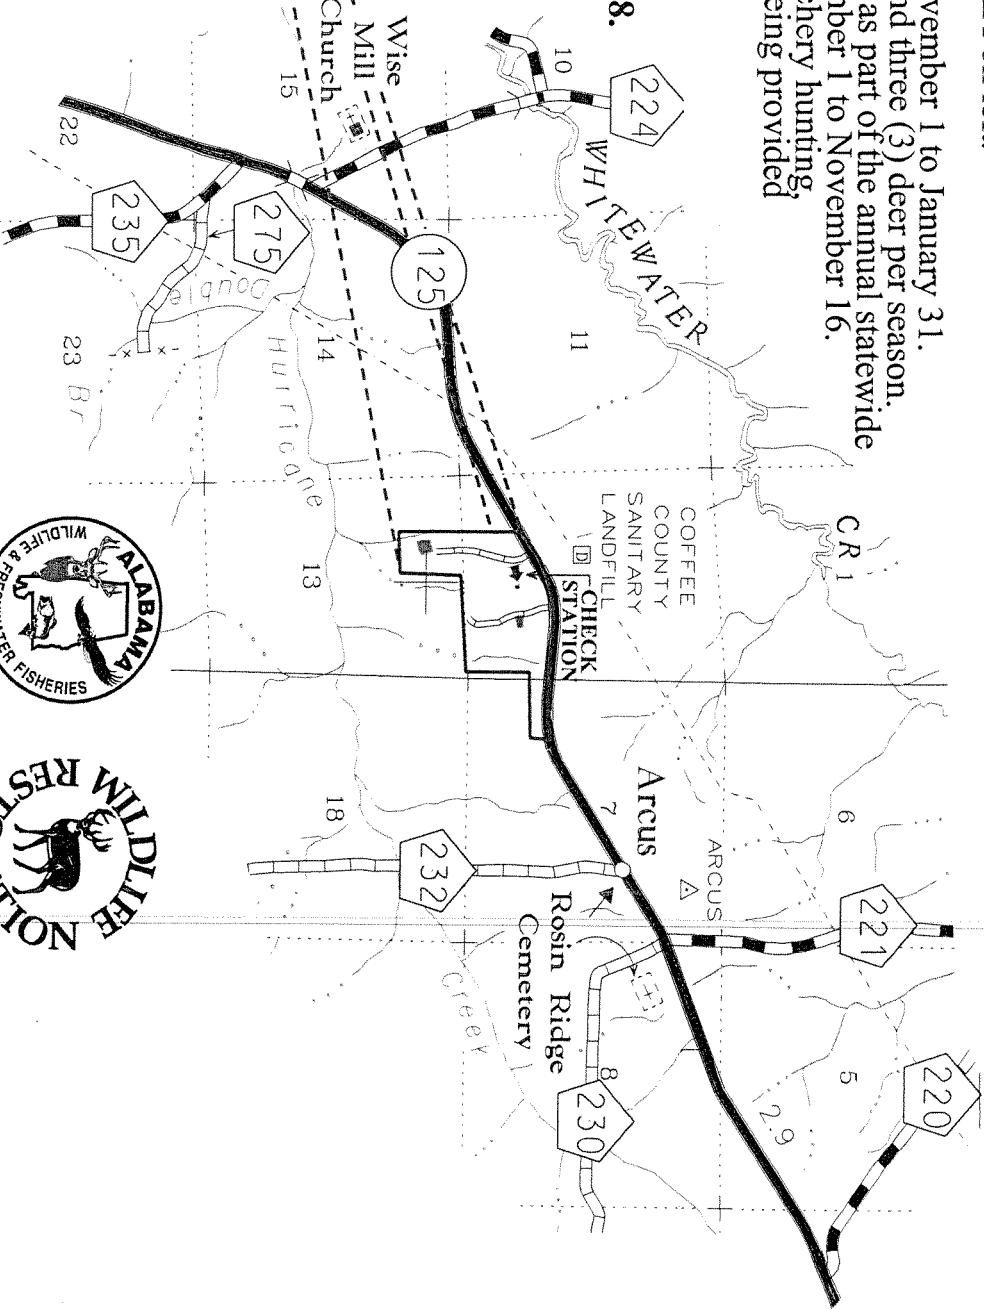 vember 1 to January 31.
nd three (3) deer per season.
as part of the annual statewide
nber 1 to November 16.
chery hunting,
eing provided
8.
224
10
WHITEWATER
CR
1
Wise
Mill
Church
15
22
235
275
125
Double
Hurricane
Br
14
23
11
13
COFFEE
COUNTY
SANITARY
LANDFILL
D
CHECK
STATION
Arcus
ARCUS
7
6
18
232
221
Rosin Ridge
Cemetery
Creek
8
230
5
220
2.9
ALABAMA
WILDLIFE & FRESHWATER FISHERIES
WILDLIFE